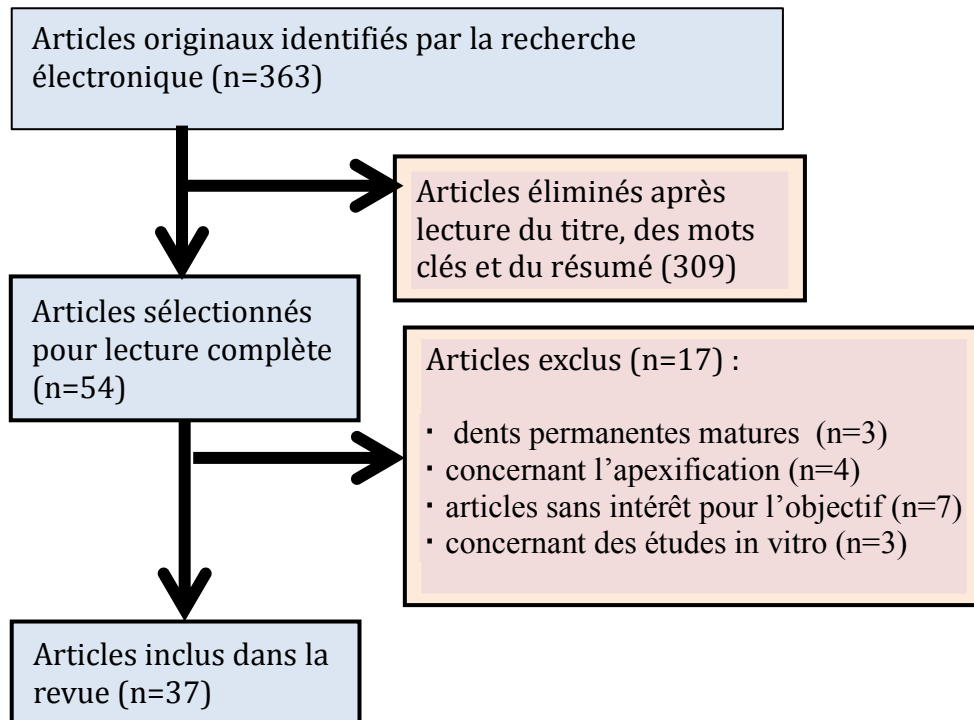 Articles originaux identifiés par la recherche
électronique (n=363)
Articles éliminés après
lecture du titre, des mots
clés et du résumé (309)
Articles sélectionnés
pour lecture complète
(n=54)
Articles exclus (n=17) :
· dents permanentes matures (n=3)
· concernant l’apexification (n=4)
· articles sans intérêt pour l’objectif (n=7)
· concernant des études in vitro (n=3)
Articles inclus dans la
revue (n=37)